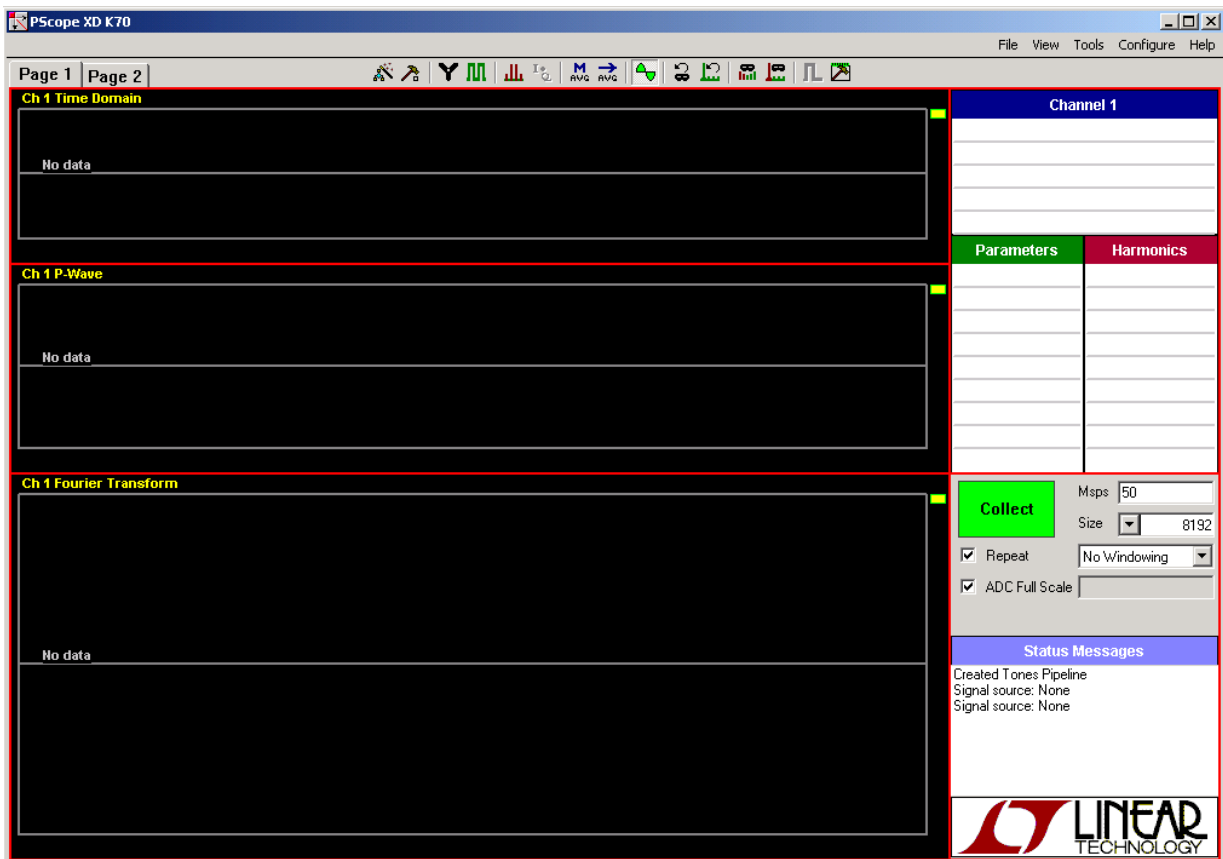 PScope XD K70
File View Tools Configure Help
Page 1 Page 2
M AVG AVG
Ch 1 Time Domain
No data
Ch 1 P-Wave
No data
Ch 1 Fourier Transform
No data
Channel 1
Parameters Harmonics
Collect
Msps 50
Size 8192
Repeat No Windowing
ADC Full Scale
Status Messages
Created Tones Pipeline
Signal source: None
Signal source: None
LINEAR
TECHNOLOGY